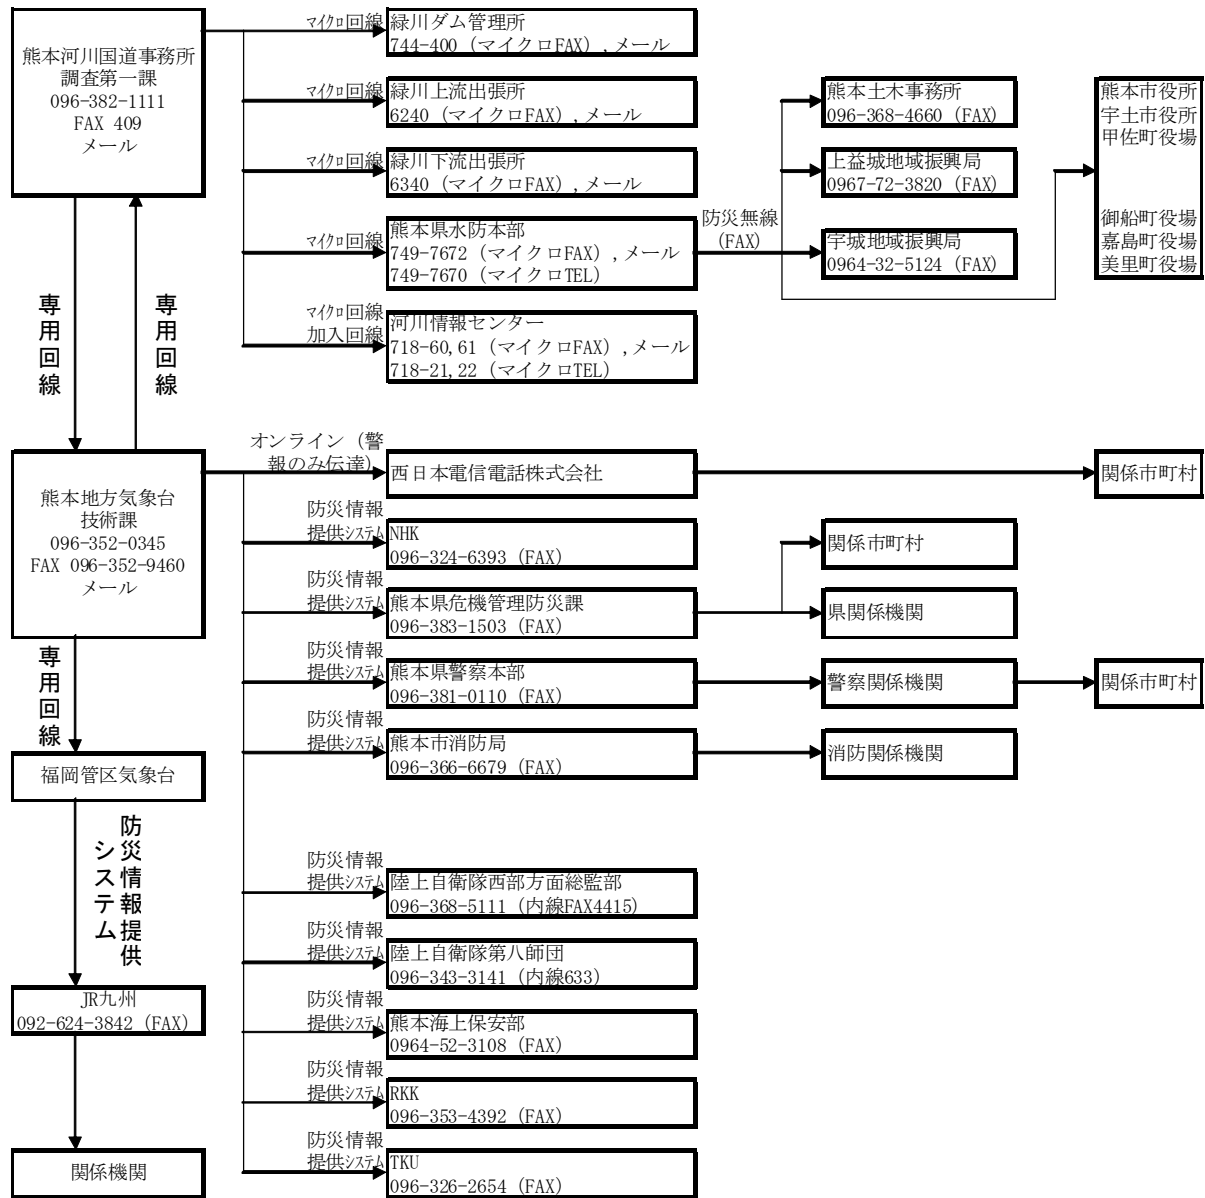 熊本河川国道事務所
調査第一課
096-382-1111
FAX 409
メール
マイクロ回線
緑川ダム管理所
744-400 (マイクロFAX),メール
マイクロ回線
緑川上流出張所
6240 (マイクロFAX),メール
マイクロ回線
緑川下流出張所
6340 (マイクロFAX),メール
マイクロ回線
熊本県水防本部
749-7672 (マイクロFAX),メール
749-7670 (マイクロTEL)
マイクロ回線
加入回線
河川情報センター
718-60,61 (マイクロFAX),メール
718-21,22 (マイクロTEL)
防災無線
(FAX)
熊本土木事務所
096-368-4660 (FAX)
上益城地域振興局
0967-72-3820 (FAX)
宇城地域振興局
0964-32-5124 (FAX)
熊本市役所
宇土市役所
甲佐町役場
御船町役場
嘉島町役場
美里町役場
専用回線
専用回線
熊本地方気象台
技術課
096-352-0345
FAX 096-352-9460
メール
オンライン (警
報のみ伝達)
西日本電信電話株式会社
関係市町村
防災情報
提供システム
NHK
096-324-6393 (FAX)
関係市町村
防災情報
提供システム
熊本県危機管理防災課
096-383-1503 (FAX)
県関係機関
防災情報
提供システム
熊本県警察本部
096-381-0110 (FAX)
警察関係機関
関係市町村
防災情報
提供システム
熊本市消防局
096-366-6679 (FAX)
消防関係機関
専用回線
福岡管区気象台
防災情報提供
システム
JR九州
092-624-3842 (FAX)
関係機関
防災情報
提供システム
陸上自衛隊西部方面総監部
096-368-5111 (内線FAX4415)
防災情報
提供システム
陸上自衛隊第八師団
096-343-3141 (内線633)
防災情報
提供システム
熊本海上保安部
0964-52-3108 (FAX)
防災情報
提供システム
RKK
096-353-4392 (FAX)
防災情報
提供システム
TKU
096-326-2654 (FAX)